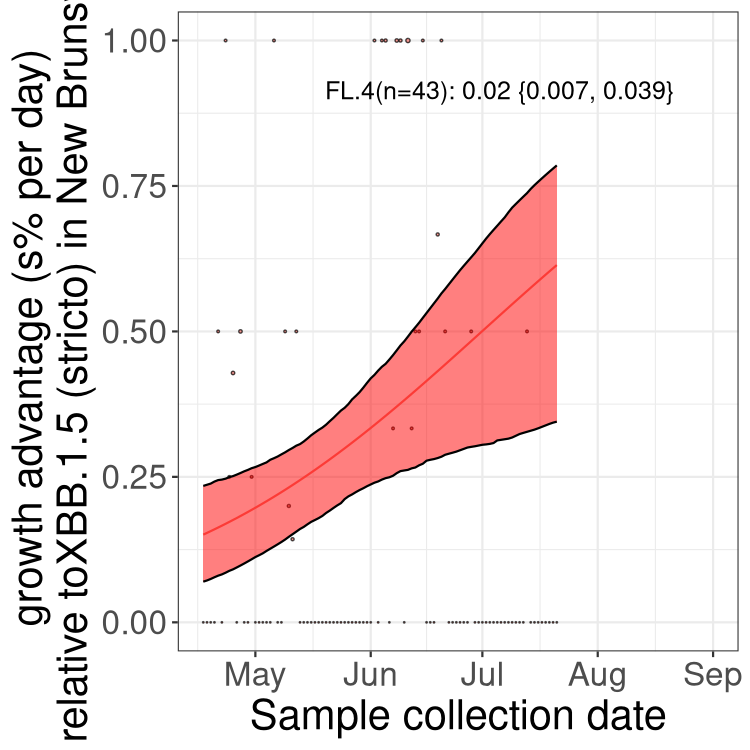 growth advantage (s% per day)
relative toXBB.1.5 (stricto) in New
1.00
0.75
0.50
0.25
0.00
FL.4(n=43): 0.02 {0.007, 0.039}
May Jun Jul Aug Sep
Sample collection date